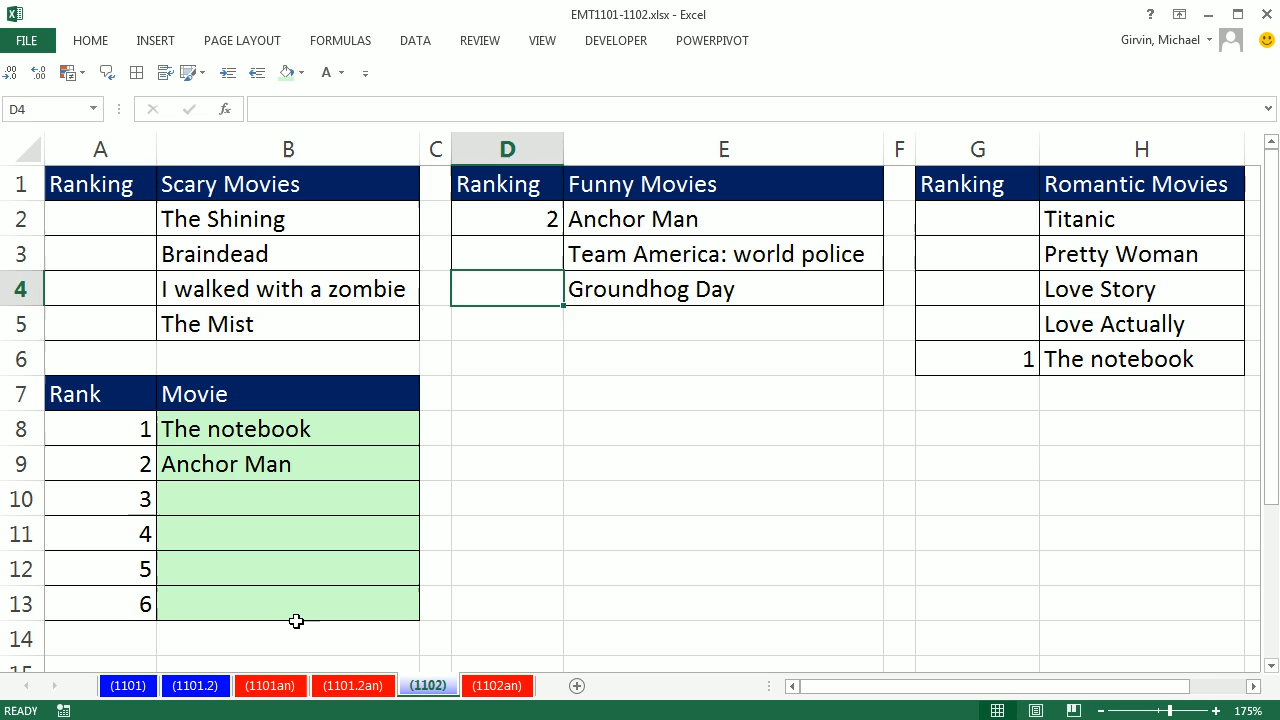 EMT1101-1102.xlsx - Excel
FILE HOME INSERT PAGE LAYOUT FORMULAS DATA REVIEW VIEW DEVELOPER POWERPIVOT Girvin, Michael
D4
A B C D E F G H
1 Ranking Scary Movies Ranking Funny Movies Ranking Romantic Movies
2 The Shining 2 Anchor Man Titanic
3 Braindead Team America: world police Pretty Woman
4 I walked with a zombie Groundhog Day Love Story
5 The Mist Love Actually
6 1 The notebook
7 Rank Movie
8 1 The notebook
9 2 Anchor Man
10 3
11 4
12 5
13 6
14
15
(1101) (1101.2) (1101an) (1101.2an) (1102) (1102an)
READY 175%